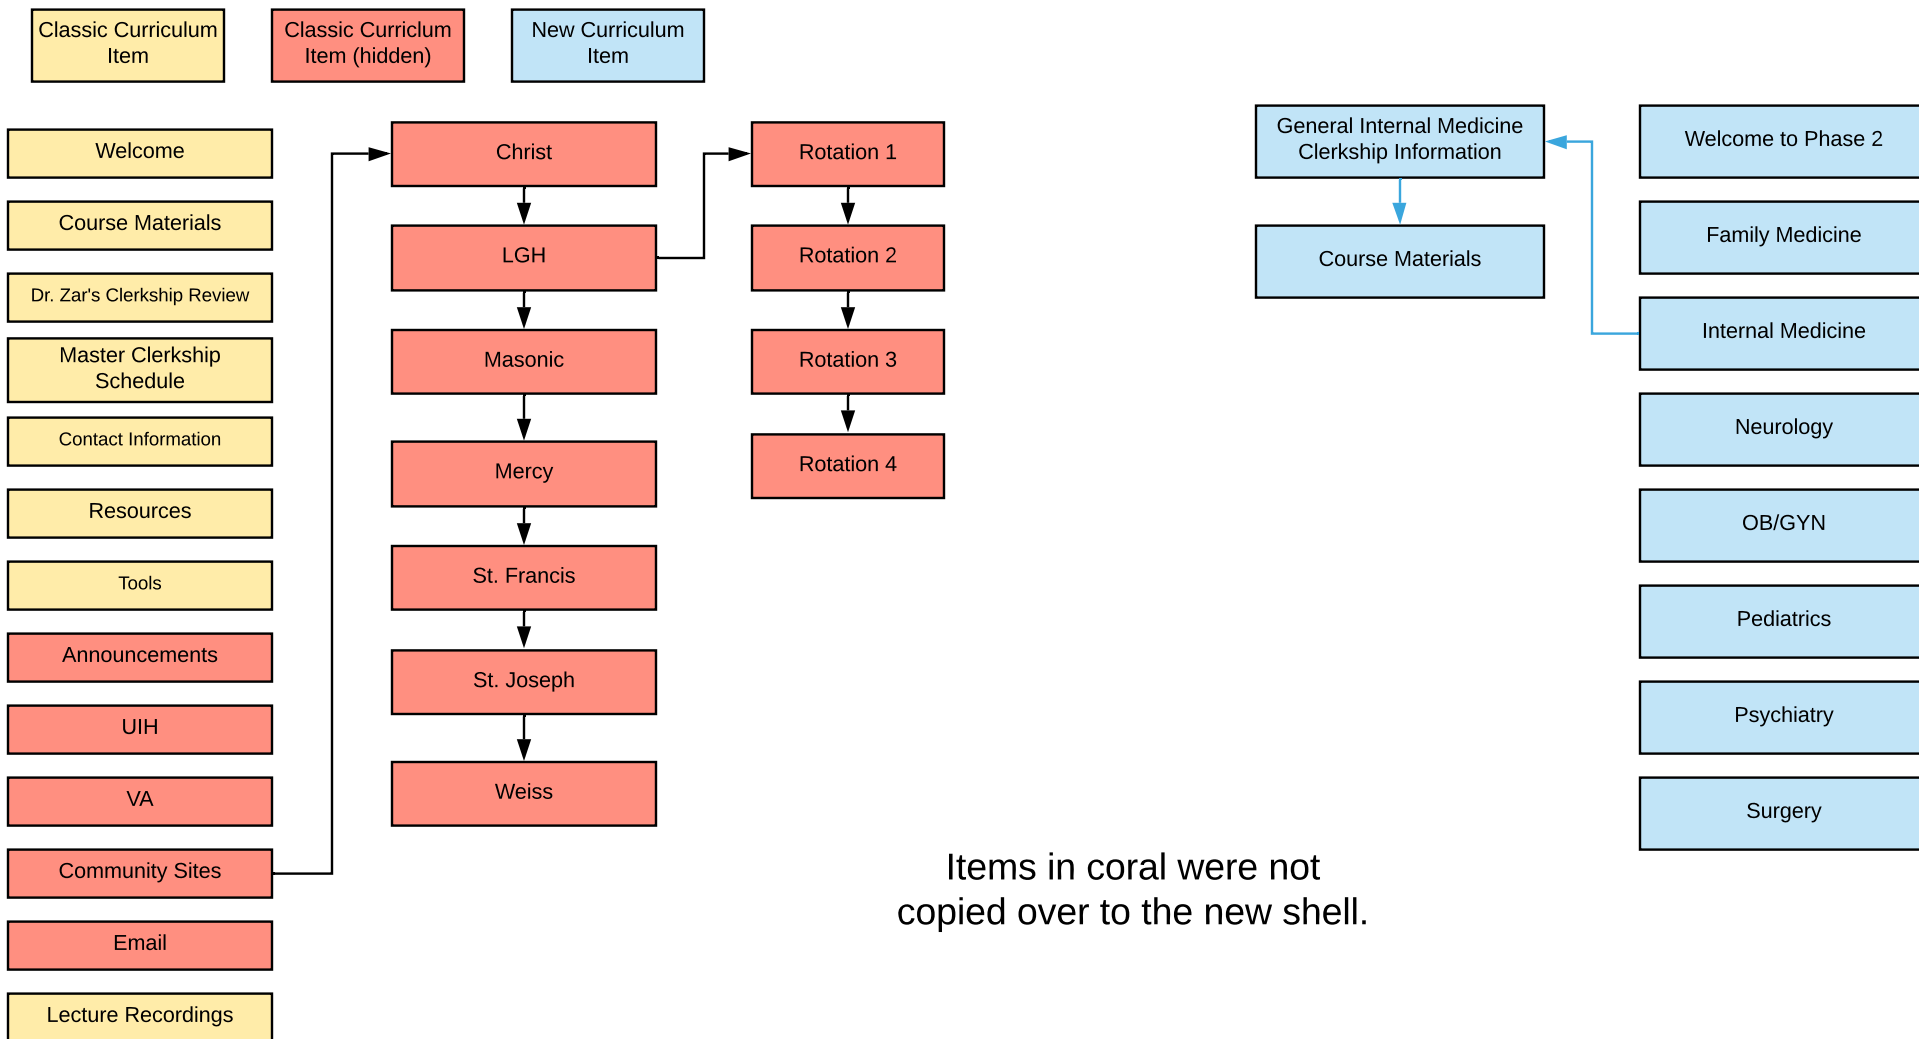 Classic Curriculum
Item
Classic Curriclum
Item (hidden)
New Curriculum
Item
Welcome
Course Materials
Dr. Zar's Clerkship Review
Master Clerkship
Schedule
Contact Information
Resources
Tools
Announcements
UIH
VA
Community Sites
Email
Lecture Recordings
Christ
LGH
Masonic
Mercy
St. Francis
St. Joseph
Weiss
Rotation 1
Rotation 2
Rotation 3
Rotation 4
General Internal Medicine
Clerkship Information
Course Materials
Welcome to Phase 2
Family Medicine
Internal Medicine
Neurology
OB/GYN
Pediatrics
Psychiatry
Surgery
Items in coral were not
copied over to the new shell.